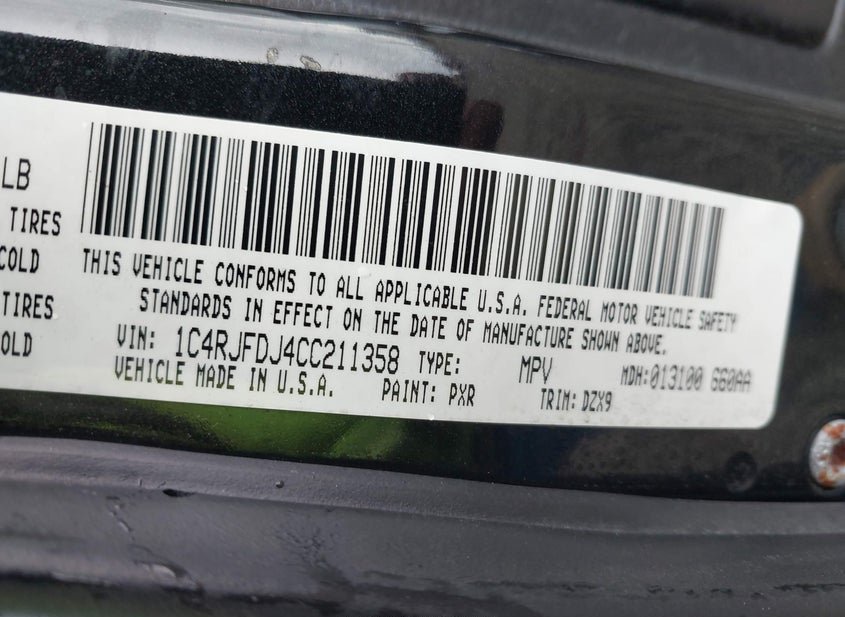 LB
TIRES
COLD
TIRES
OLD
THIS VEHICLE CONFORMS TO ALL APPLICABLE U.S.A. FEDERAL MOTOR VEHICLE SAFETY
STANDARDS IN EFFECT ON THE DATE OF MANUFACTURE SHOWN ABOVE.
VIN: 1C4RJFDJ4CC211358 TYPE: MPV MDH:013100 660AA
VEHICLE MADE IN U.S.A. PAINT: PXR TRIM: DZX9